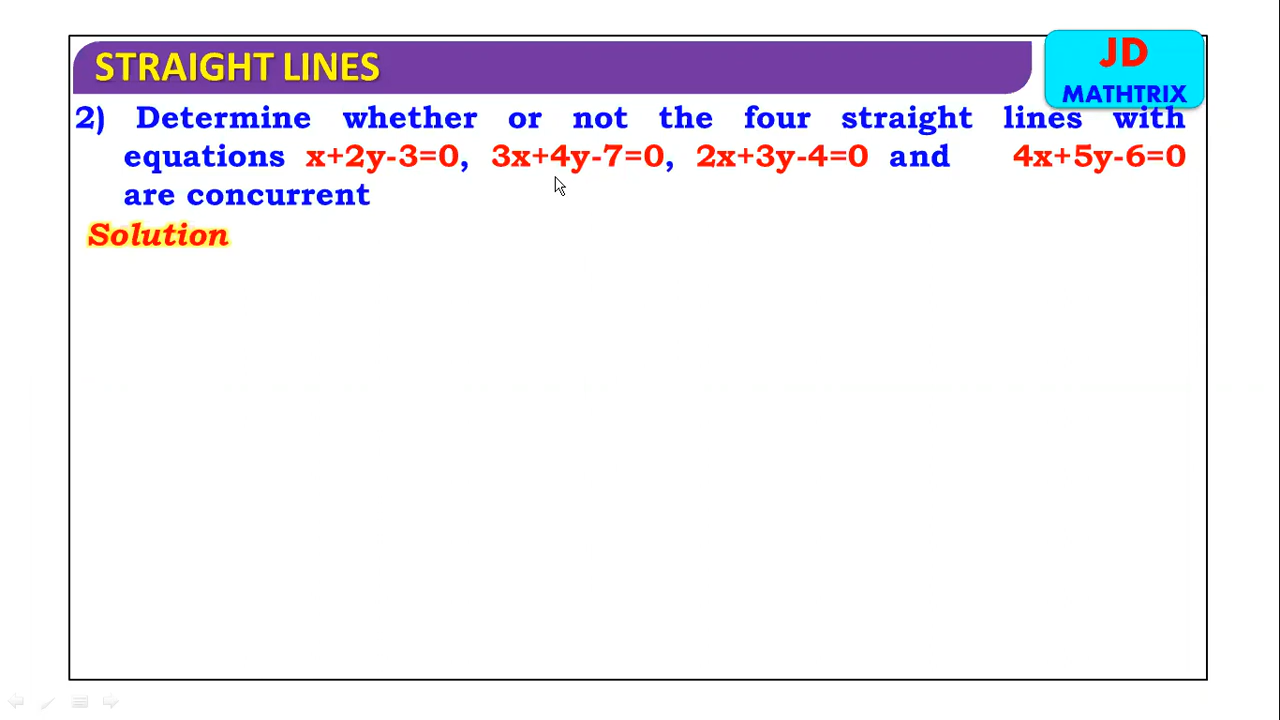 STRAIGHT LINES
JD
MATHTRIX
2) Determine whether or not the four straight lines with
equations x+2y-3=0, 3x+4y-7=0, 2x+3y-4=0 and 4x+5y-6=0
are concurrent
Solution